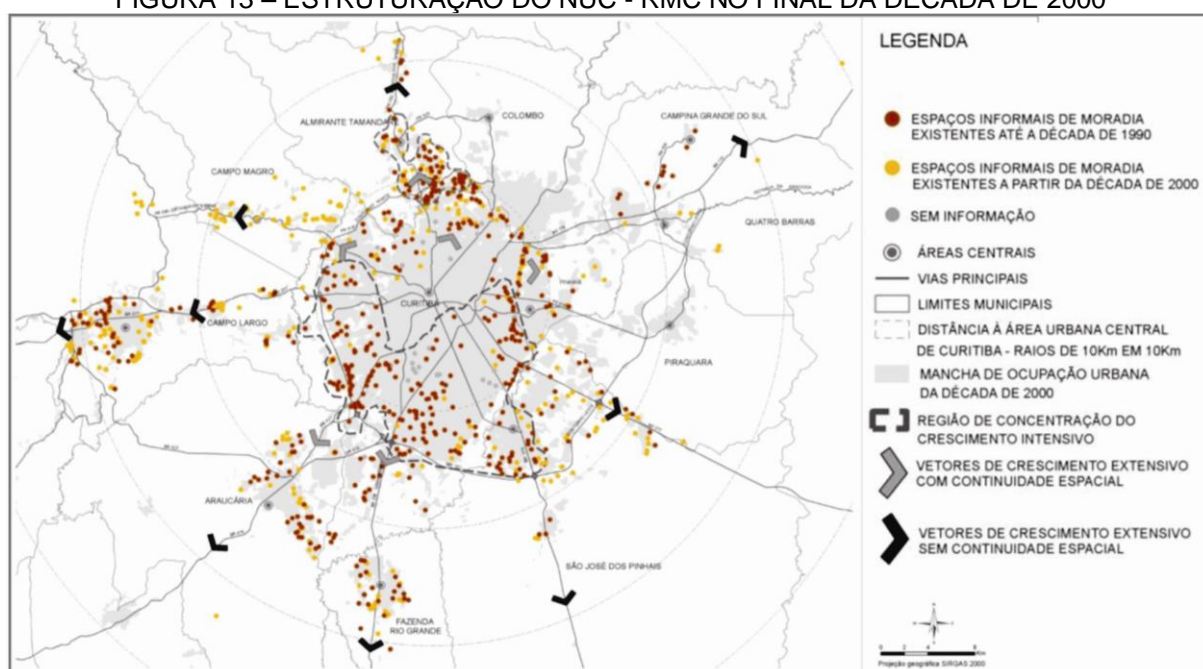 FIGURA 13 – ESTRUTURAÇÃO DO NUC - RMC NO FINAL DA DÉCADA DE 2000
LEGENDA
ESPAÇOS INFORMAIS DE MORADIA
EXISTENTES ATÉ A DÉCADA DE 1990
ESPAÇOS INFORMAIS DE MORADIA
EXISTENTES A PARTIR DA DÉCADA DE 2000
SEM INFORMAÇÃO
ÁREAS CENTRAIS
VIAS PRINCIPAIS
LIMITES MUNICIPAIS
DISTÂNCIA À ÁREA URBANA CENTRAL
DE CURITIBA - RAIOS DE 10Km EM 10Km
MANCHA DE OCUPAÇÃO URBANA
DA DÉCADA DE 2000
REGIÃO DE CONCENTRAÇÃO DO
CRESCIMENTO INTENSIVO
VETORES DE CRESCIMENTO EXTENSIVO
COM CONTINUIDADE ESPACIAL
VETORES DE CRESCIMENTO EXTENSIVO
SEM CONTINUIDADE ESPACIAL
Projeção geográfica SIRGAS 2000
ALMIRANTE TAMANDARÉ
COLOMBO
CAMPINA GRANDE DO SUL
CAMPO MAGRO
QUATRO BARRAS
CURITIBA
CAMPO LARGO
PIRAQUARA
ARAUCÁRIA
SÃO JOSÉ DOS PINHAIS
FAZENDA
RIO GRANDE